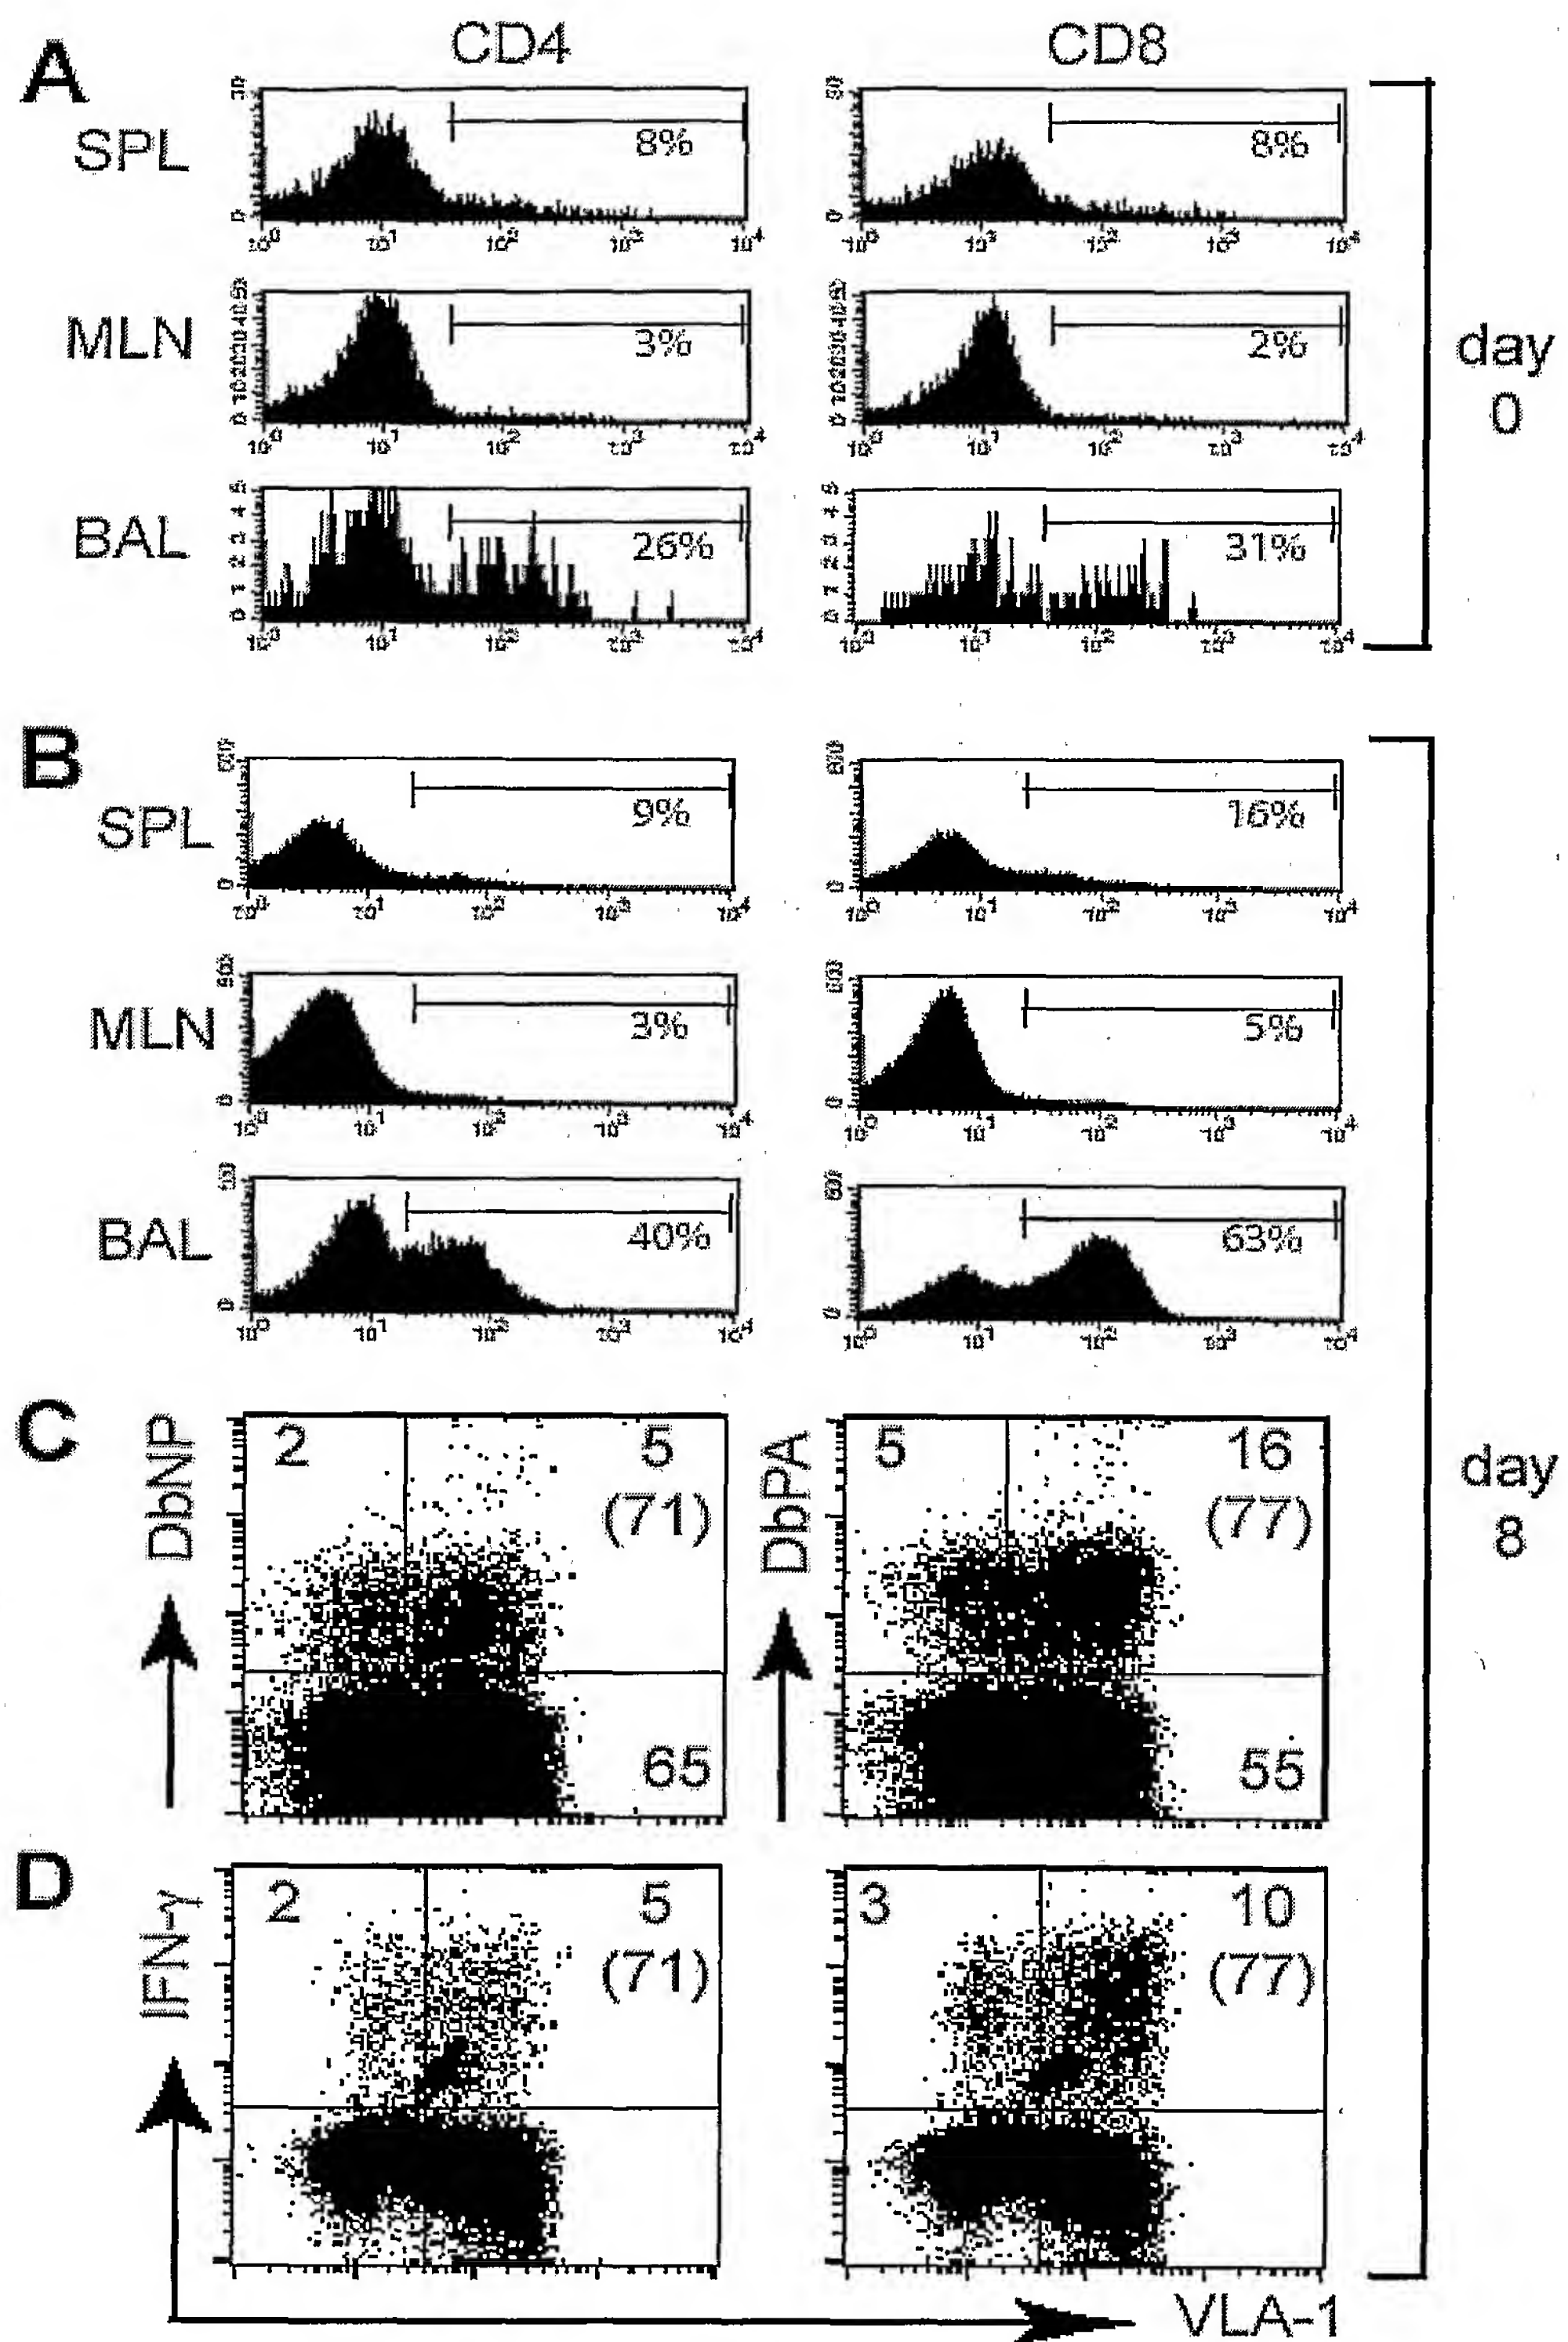 A
CD4
CD8
SPL
8%
8%
MLN
3%
2%
BAL
26%
31%
day
0
B
SPL
9%
16%
MLN
3%
5%
BAL
40%
63%
C
DbNP
2
5
(71)
65
DbPA
5
16
(77)
55
day
8
D
IFN-γ
2
5
(71)
3
10
(77)
VLA-1